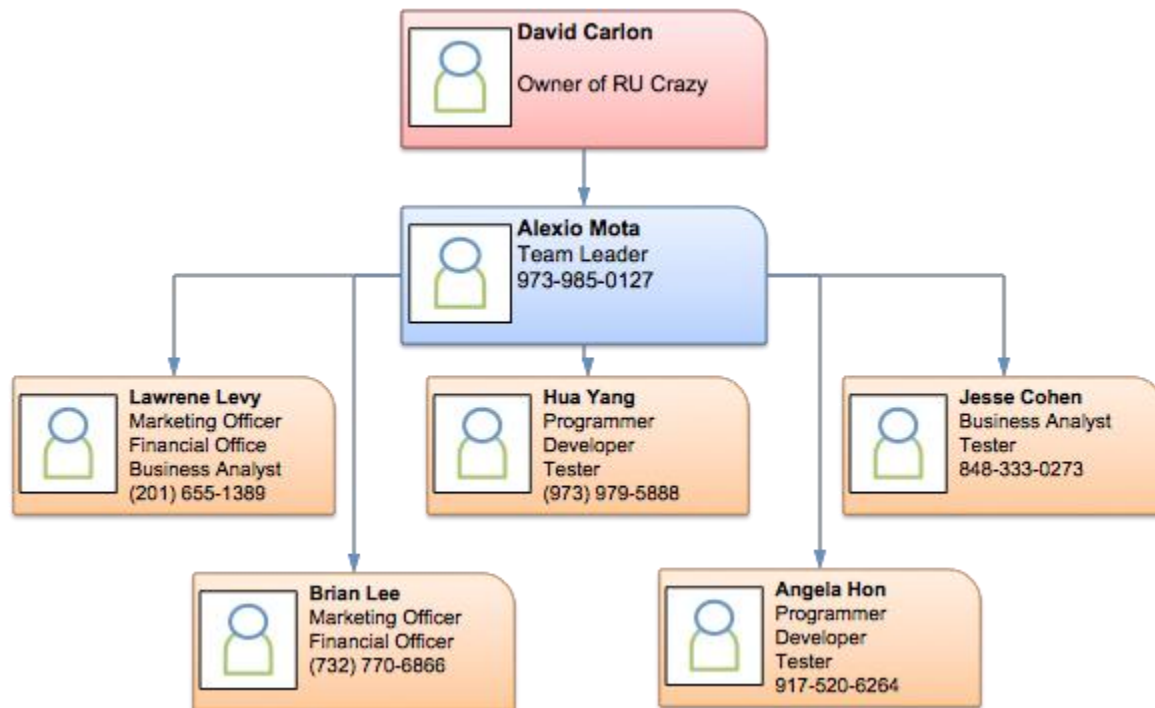 David Carlon
Owner of RU Crazy
Alexio Mota
Team Leader
973-985-0127
Lawrene Levy
Marketing Officer
Financial Office
Business Analyst
(201) 655-1389
Hua Yang
Programmer
Developer
Tester
(973) 979-5888
Jesse Cohen
Business Analyst
Tester
848-333-0273
Brian Lee
Marketing Officer
Financial Officer
(732) 770-6866
Angela Hon
Programmer
Developer
Tester
917-520-6264